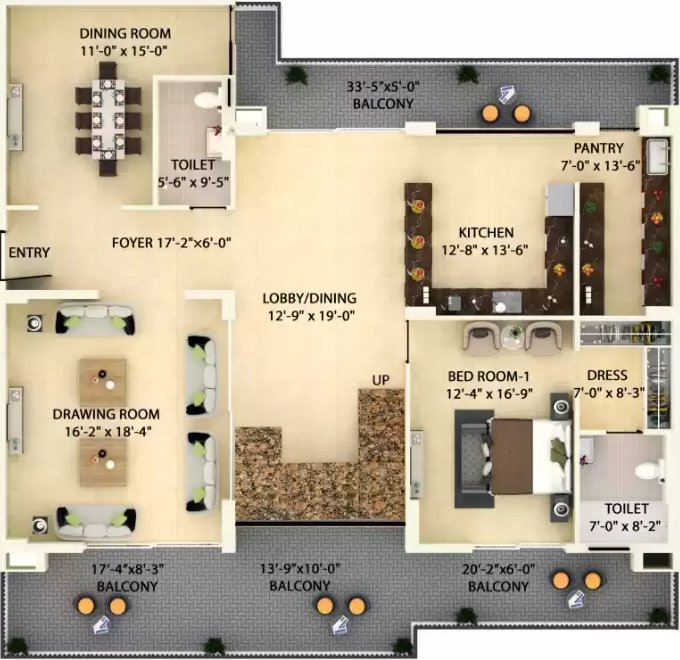 DINING ROOM
11'-0" x 15'-0"
33'-5"x5'-0"
BALCONY
TOILET
5'-6" x 9'-5"
PANTRY
7'-0" x 13'-6"
ENTRY
FOYER 17'-2"×6'-0"
KITCHEN
12'-8" x 13'-6"
LOBBY/DINING
12'-9" x 19'-0"
UP
BED ROOM-1
12'-4" x 16'-9"
DRESS
7'-0" x 8'-3"
DRAWING ROOM
16'-2" x 18'-4"
TOILET
7'-0" x 8'-2"
17'-4"x8'-3"
BALCONY
13'-9"x10'-0"
BALCONY
20'-2"x6'-0"
BALCONY